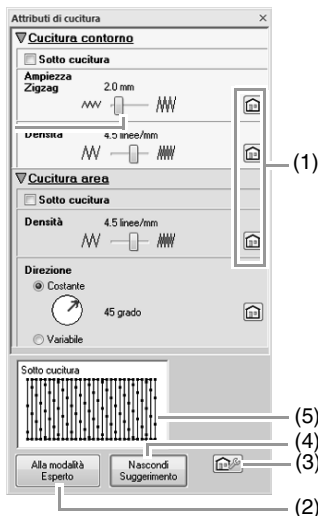 Attributi di cucitura
Cucitura contorno
Sotto cucitura
Ampiezza
Zigzag
2.0 mm
Densità
4.5 linee/mm
(1)
Cucitura area
Sotto cucitura
Densità
4.5 linee/mm
Direzione
Costante
45 grado
Variabile
Sotto cucitura
(5)
(4)
Alla modalità
Esperto
Nascondi
Suggerimento
(3)
(2)